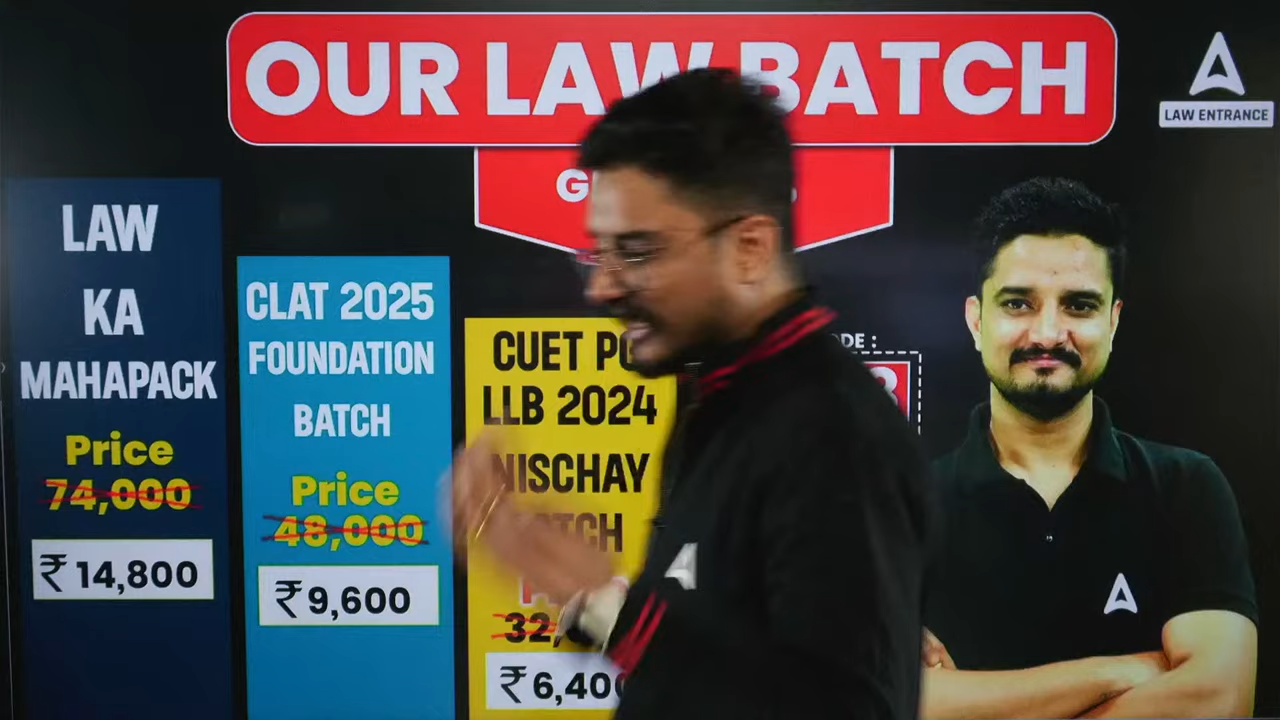 OUR LAW BATCH
LAW ENTRANCE
LAW
KA
MAHAPACK
Price
74,000
₹ 14,800
CLAT 2025
FOUNDATION
BATCH
Price
48,000
₹ 9,600
CUET
LLB 2024
NISCHAY
₹ 6,400